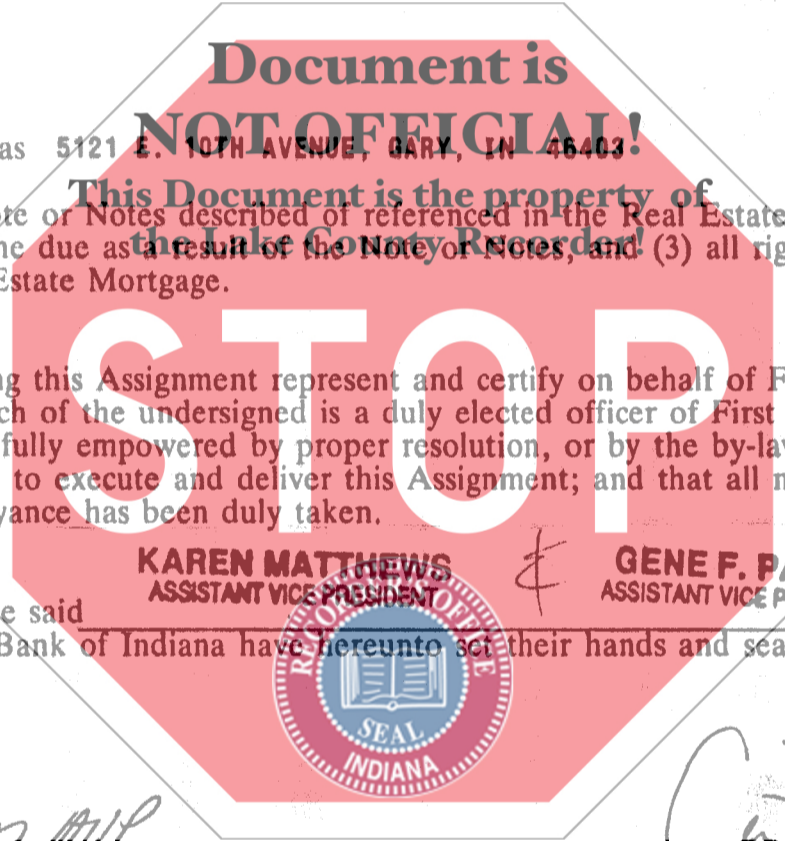 Document is
NOT OFFICIAL!
as 5121 E. 10TH AVENUE, GARY, IN 46403
This Document is the property of
te or Notes described of referenced in the Real Estate
the Lake County Recorder!
ne due as a result of the Note or Notes, and (3) all rig
Estate Mortgage.
STOP
ng this Assignment represent and certify on behalf of F
ch of the undersigned is a duly elected officer of First
fully empowered by proper resolution, or by the by-la
to execute and deliver this Assignment; and that all
yance has been duly taken.
KAREN MATTHEWS & GENE F. PA
ASSISTANT VICE PRESIDENT ASSISTANT VICE P
e said
Bank of Indiana have hereunto set their hands and sea
RECORDER'S OFFICE
SEAL
INDIANA
AVP